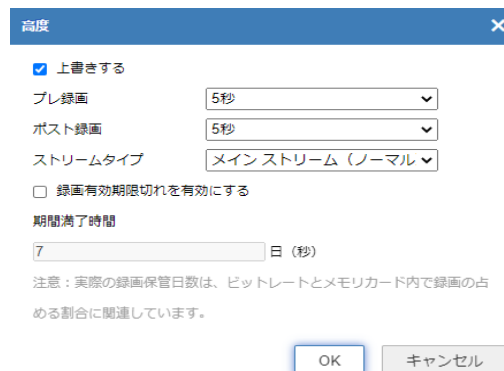 高度
上書きする
プレ録画 5秒
ポスト録画 5秒
ストリームタイプ メイン ストリーム（ノーマル
録画有効期限切れを有効にする
期間満了時間
7 日（秒）
注意：実際の録画保管日数は、ビットレートとメモリカード内で録画の占
める割合に関連しています。
OK キャンセル